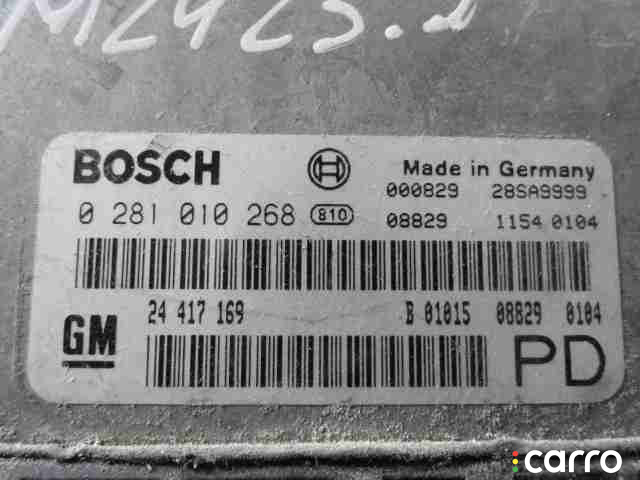 BOSCH
Made in Germany
000829 28SA9999
0 281 010 268 810
08829 1154 0104
24 417 169 B 01015 08829 0104
GM
PD
carro